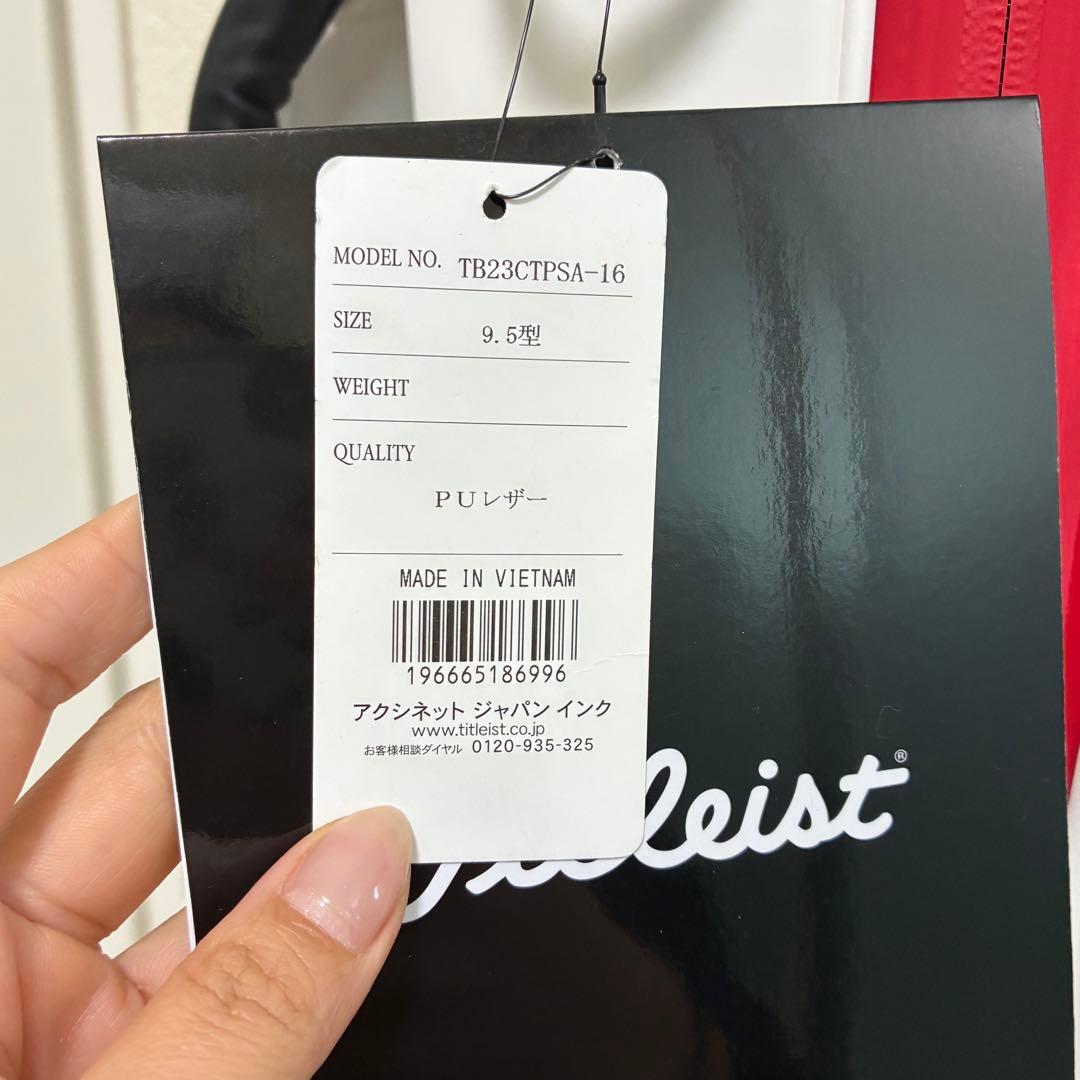 MODEL NO. TB23CTPSA-16
SIZE 9.5型
WEIGHT
QUALITY
PUレザー
MADE IN VIETNAM
196665186996
アクシネット ジャパン インク
www.titleist.co.jp
お客様相談ダイヤル 0120-935-325
Titleist®